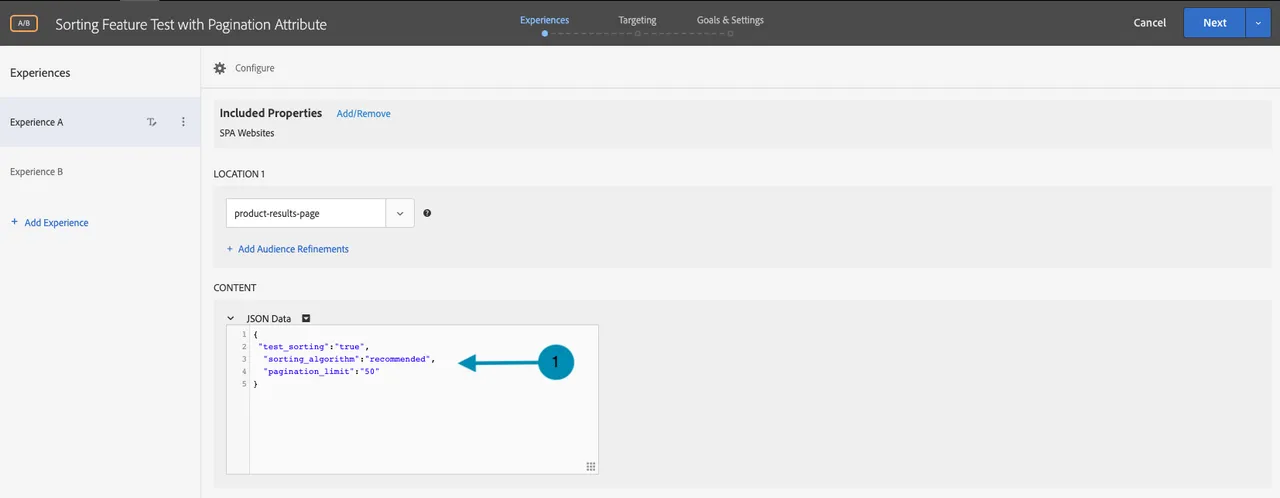 A/B Sorting Feature Test with Pagination Attribute Experiences Targeting Goals & Settings Cancel Next
Experiences
Configure
Included Properties Add/Remove
SPA Websites
Experience A
LOCATION 1
Experience B
product-results-page ?
+ Add Experience
+ Add Audience Refinements
CONTENT
JSON Data
1 {
2 "test_sorting":"true",
3 "sorting_algorithm":"recommended",
4 "pagination_limit":"50"
5 }
1